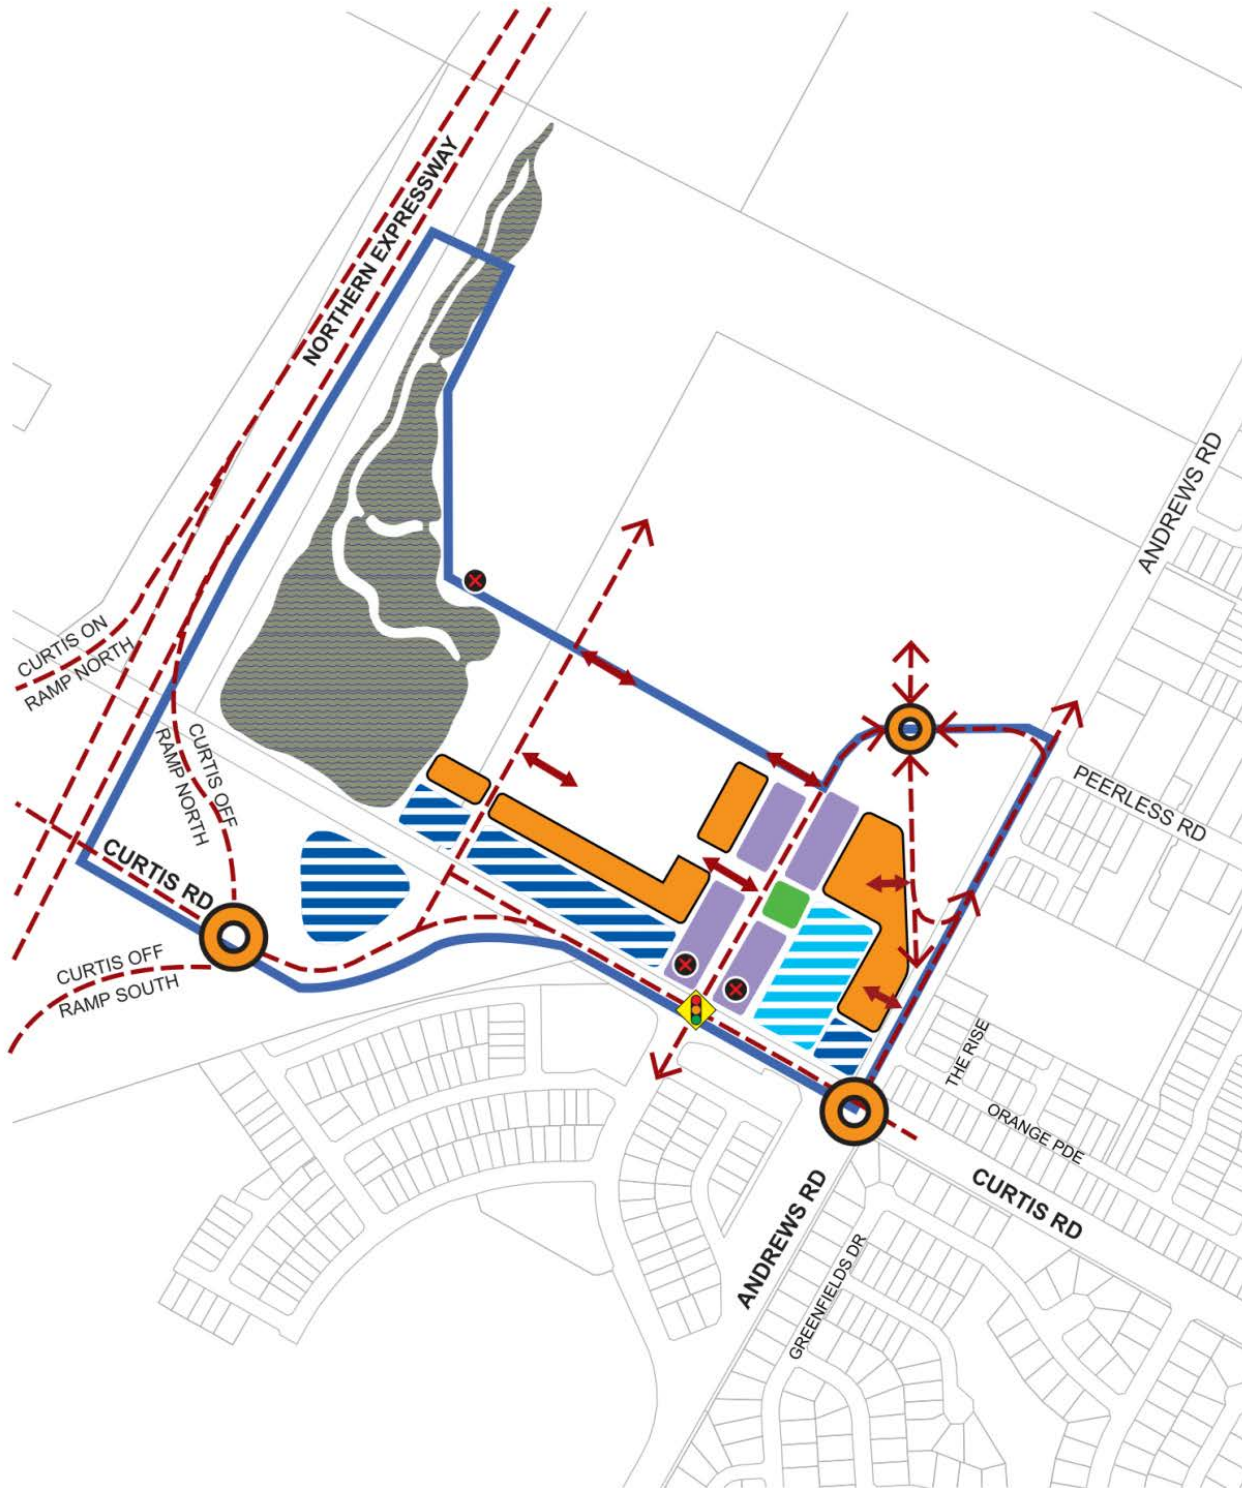 NORTHERN EXPRESSWAY
ANDREWS RD
CURTIS ON
RAMP NORTH
CURTIS OFF
RAMP NORTH
PEERLESS RD
CURTIS RD
CURTIS OFF
RAMP SOUTH
THE RISE
ORANGE PDE
CURTIS RD
ANDREWS RD
GREENFIELDS DR